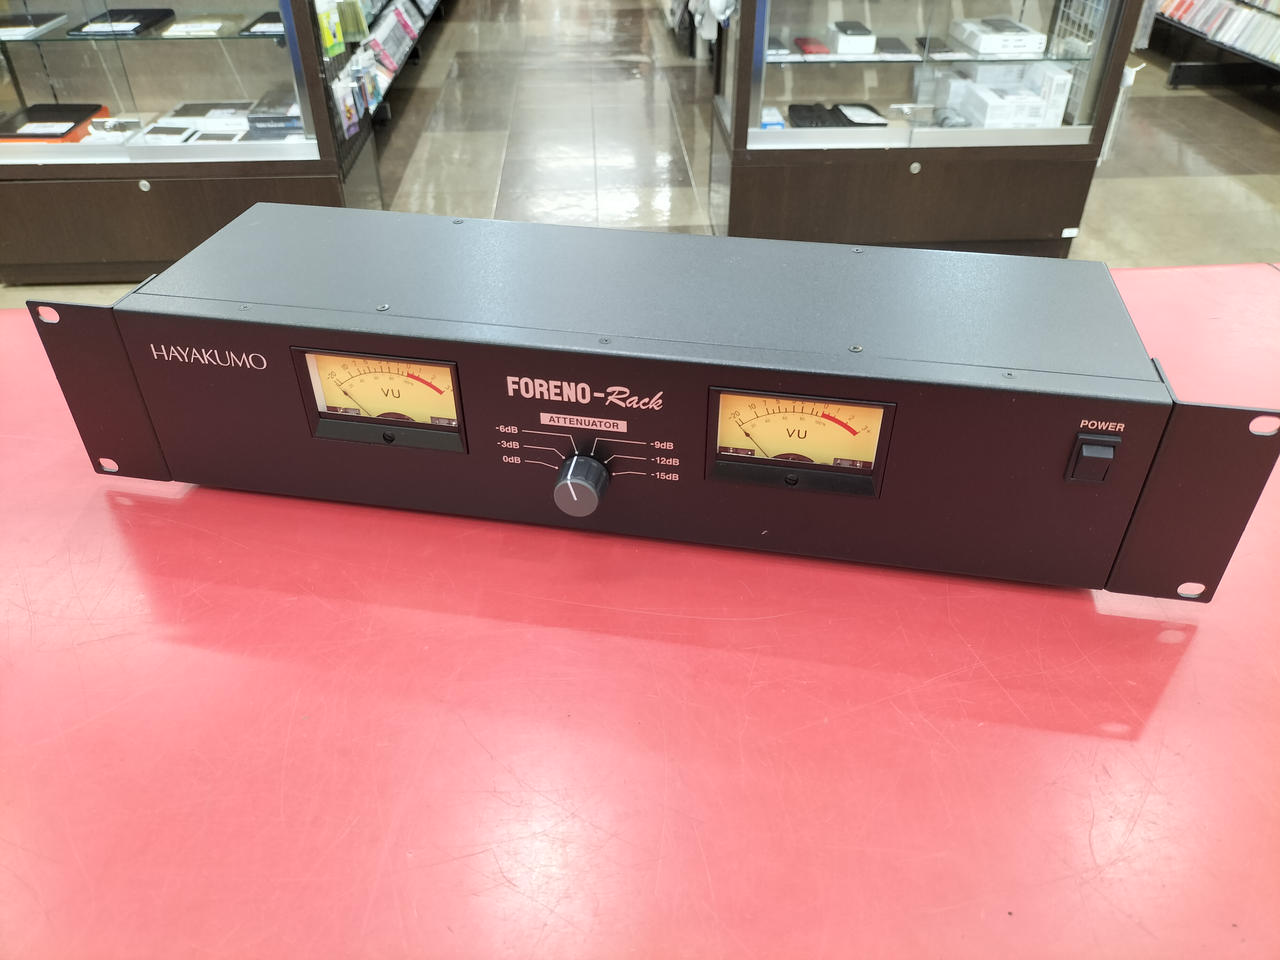 HAYAKUMO
VU
FORENO-Rack
ATTENUATOR
-6dB
-3dB
0dB
-9dB
-12dB
-15dB
VU
POWER